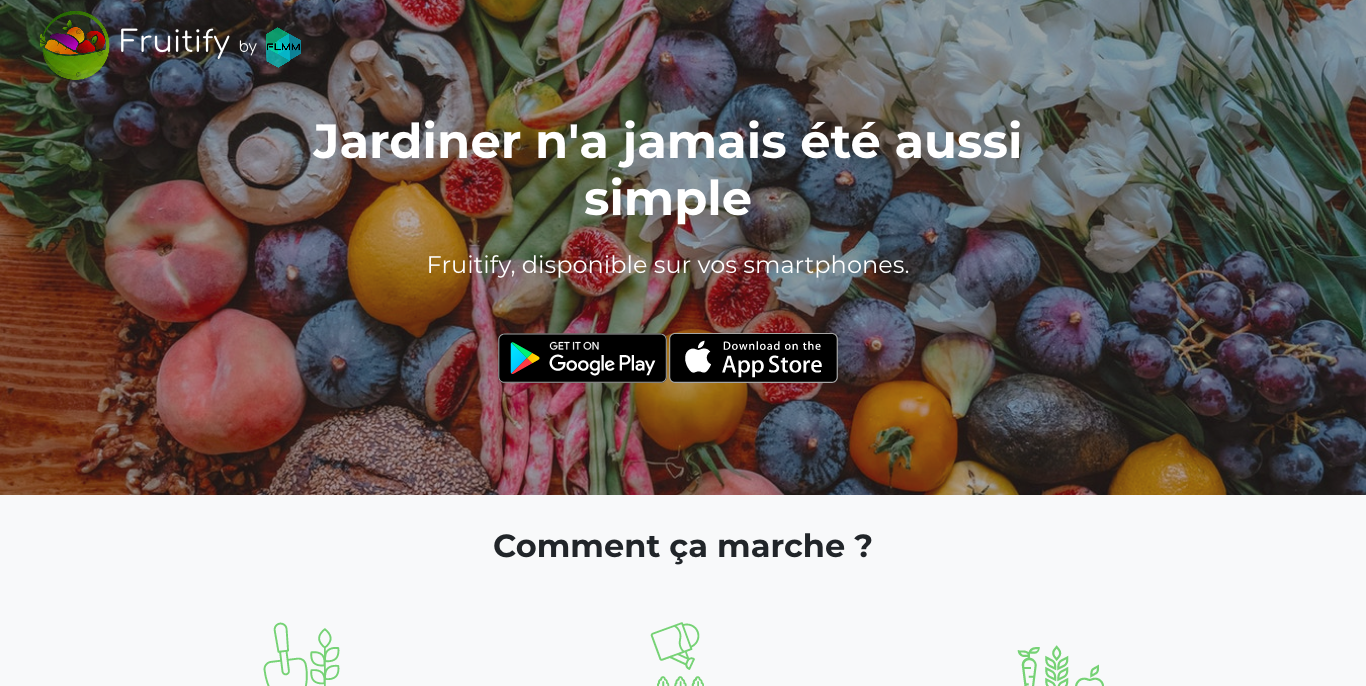 Fruitify by FLMM
Jardiner n'a jamais été aussi
simple
Fruitify, disponible sur vos smartphones.
GET IT ON
Google Play
Download on the
App Store
Comment ça marche ?